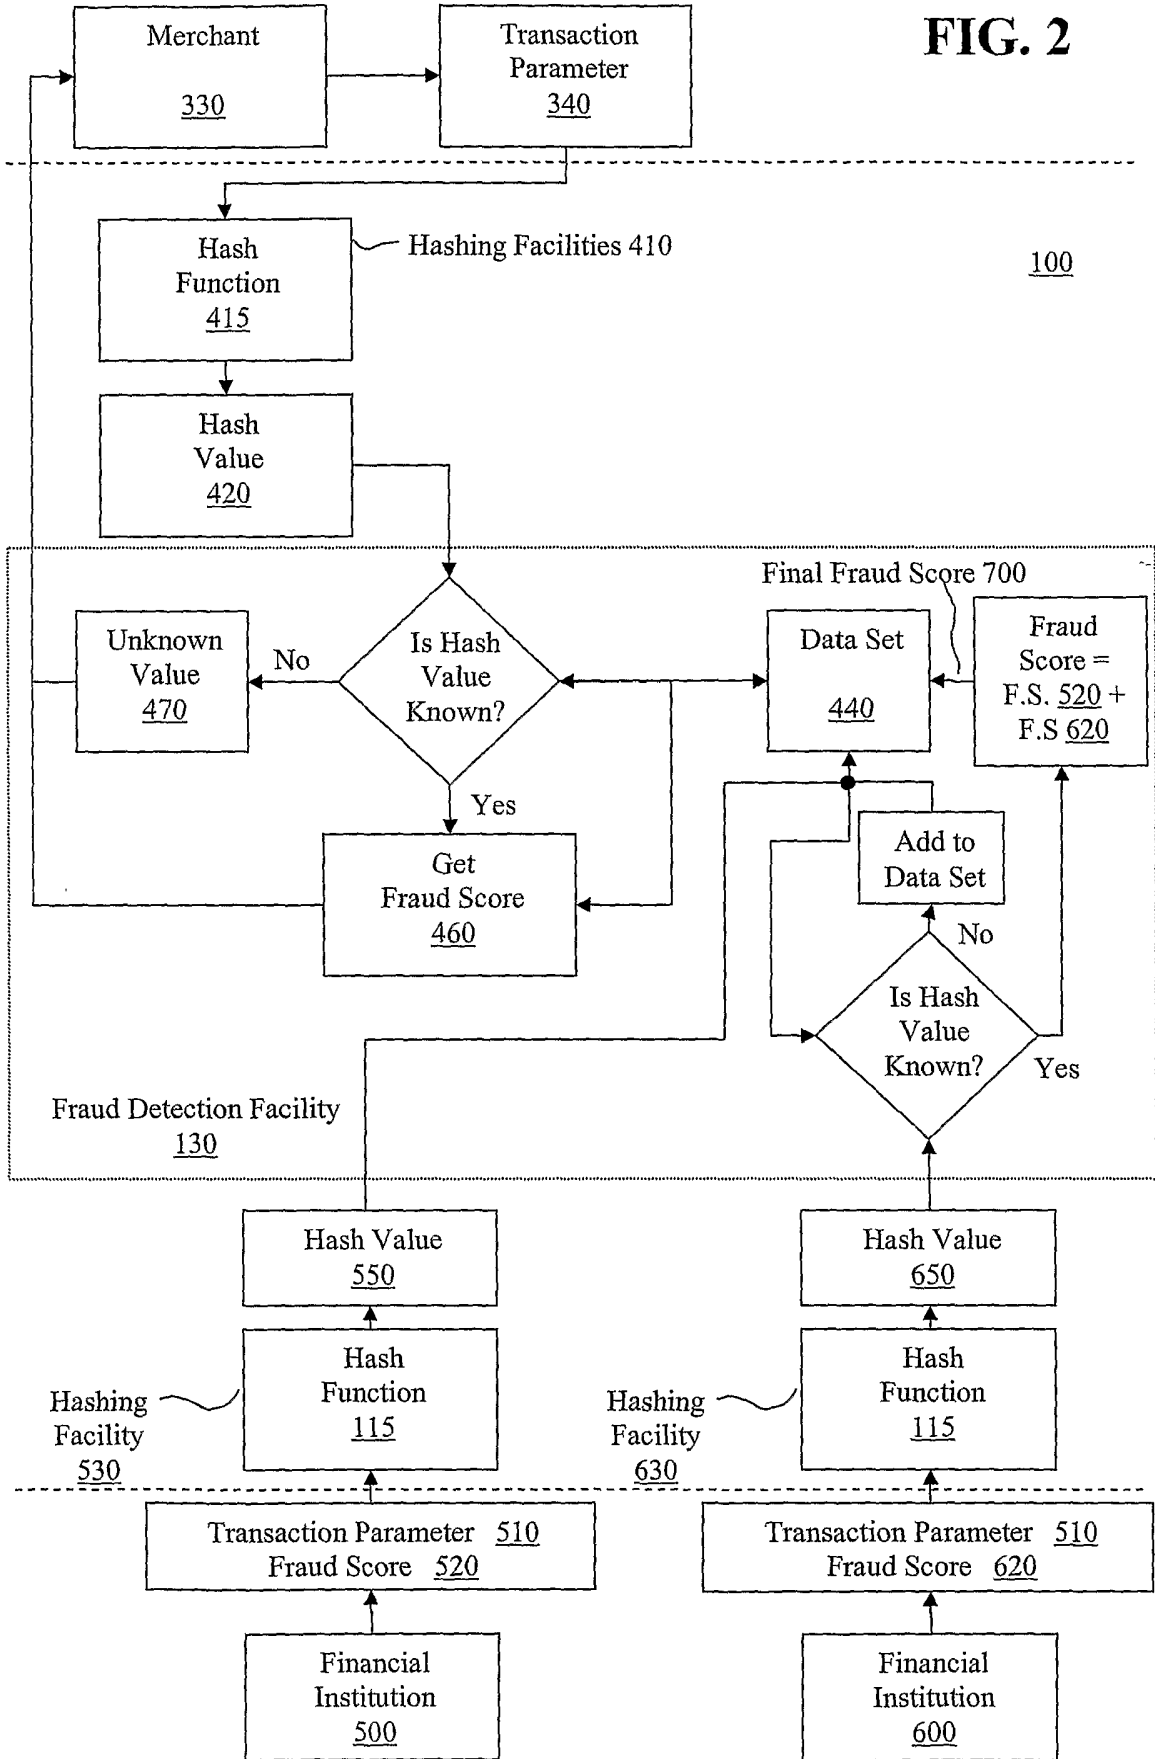 FIG. 2
Merchant
330
Transaction
Parameter
340
Hash
Function
415
Hashing Facilities 410
100
Hash
Value
420
Final Fraud Score 700
Unknown
Value
470
No
Is Hash
Value
Known?
Data Set
440
Fraud
Score =
F.S. 520 +
F.S 620
Yes
Get
Fraud Score
460
Add to
Data Set
No
Is Hash
Value
Known?
Yes
Fraud Detection Facility
130
Hash Value
550
Hash Value
650
Hash
Function
115
Hashing
Facility
530
Hash
Function
115
Hashing
Facility
630
Transaction Parameter 510
Fraud Score 520
Transaction Parameter 510
Fraud Score 620
Financial
Institution
500
Financial
Institution
600